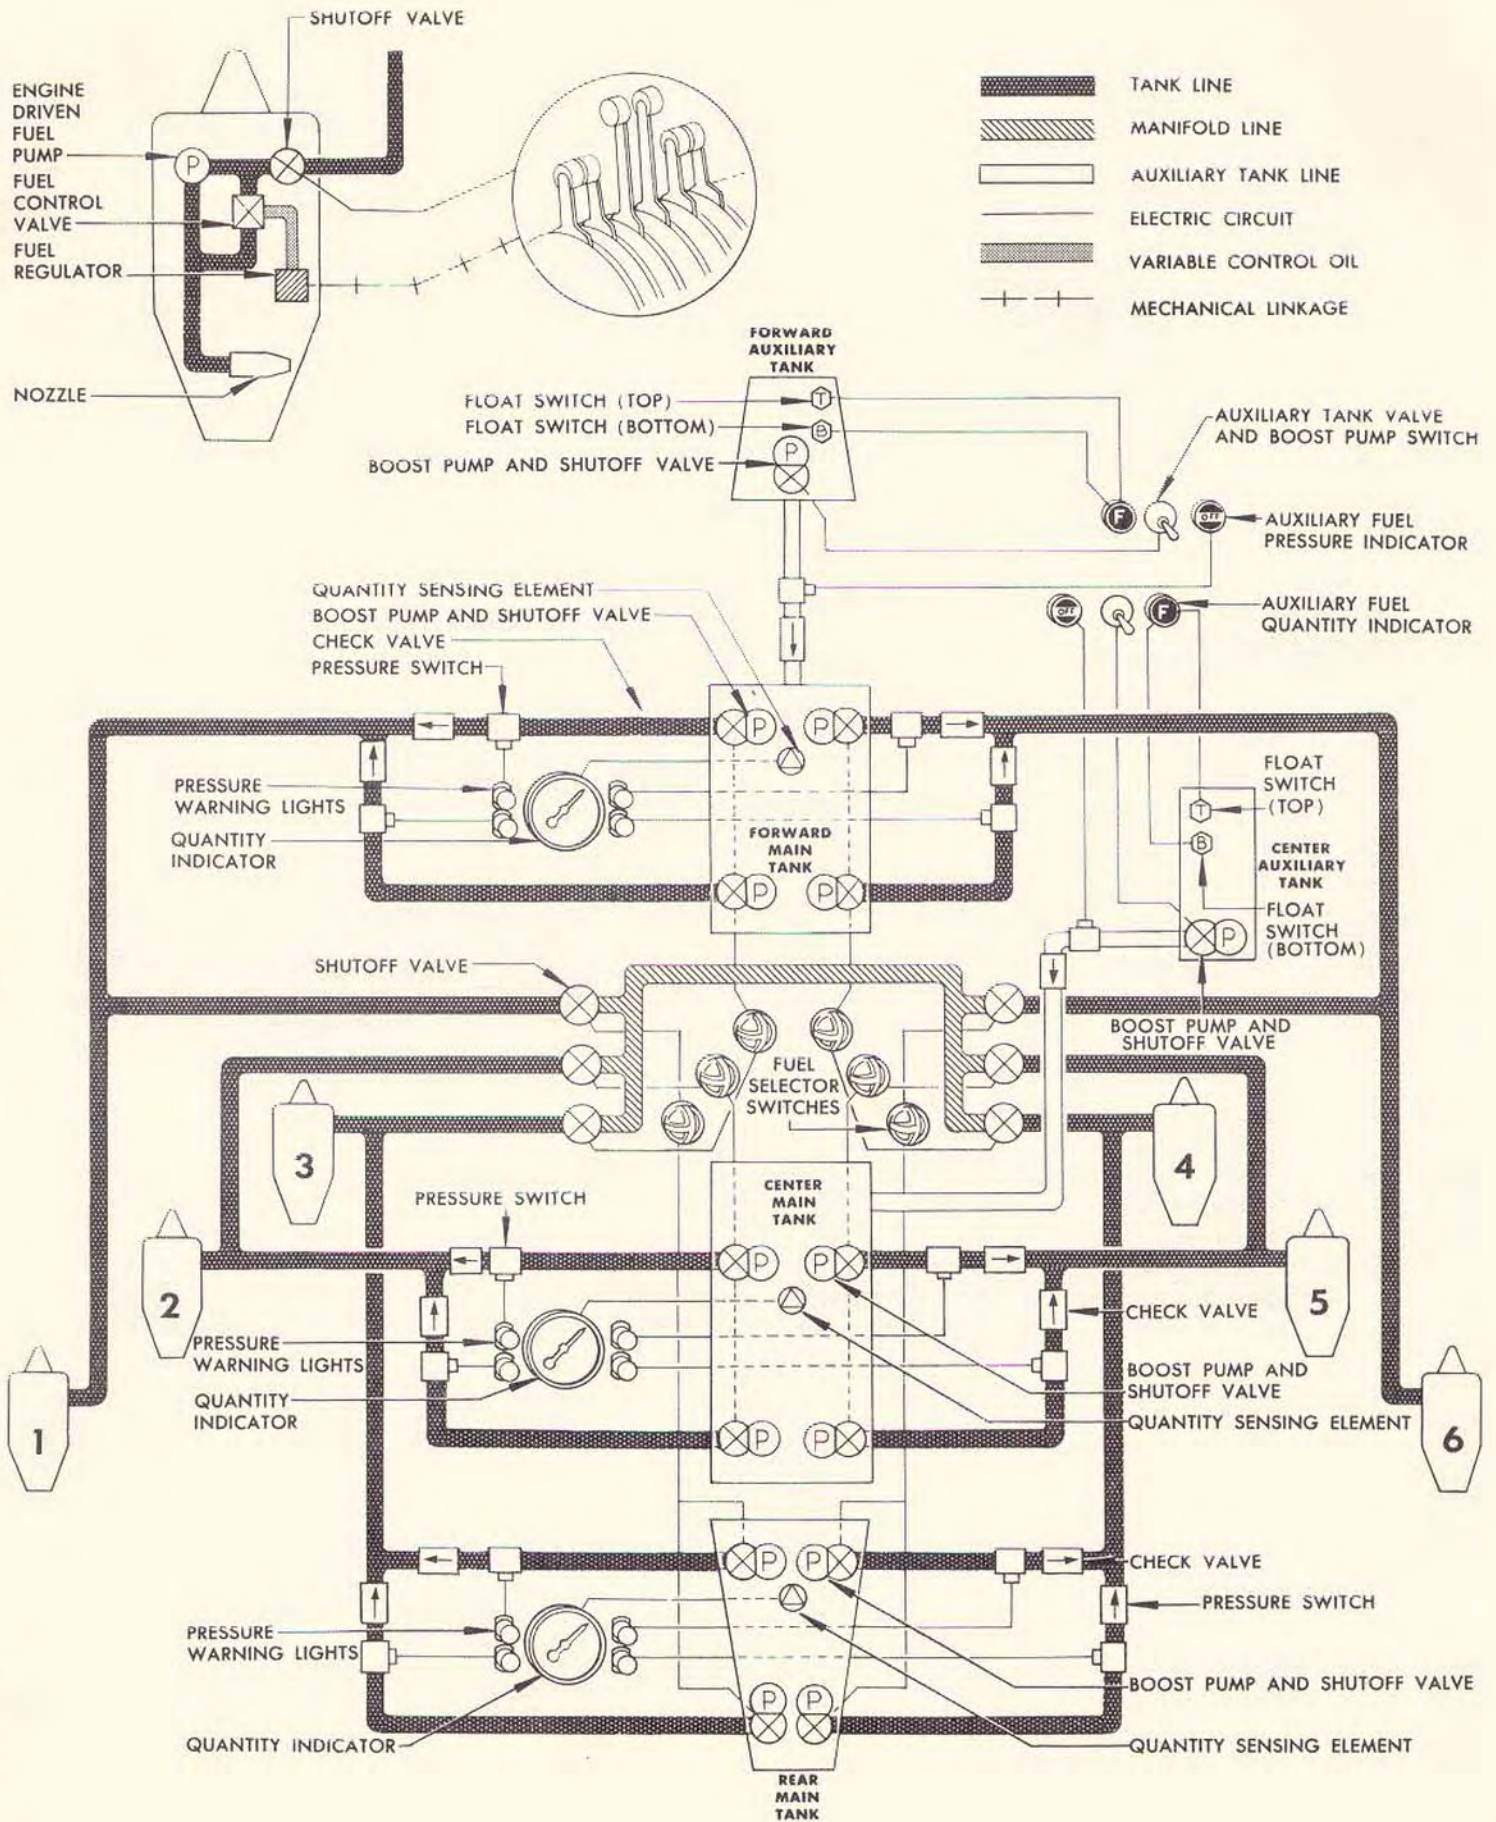 SHUTOFF VALVE
ENGINE
DRIVEN
FUEL
PUMP
P
FUEL
CONTROL
VALVE
FUEL
REGULATOR
NOZZLE
TANK LINE
MANIFOLD LINE
AUXILIARY TANK LINE
ELECTRIC CIRCUIT
VARIABLE CONTROL OIL
MECHANICAL LINKAGE
FORWARD
AUXILIARY
TANK
FLOAT SWITCH (TOP)
T
FLOAT SWITCH (BOTTOM)
B
BOOST PUMP AND SHUTOFF VALVE
P
AUXILIARY TANK VALVE
AND BOOST PUMP SWITCH
F
OFF
AUXILIARY FUEL
PRESSURE INDICATOR
OFF
F
AUXILIARY FUEL
QUANTITY INDICATOR
QUANTITY SENSING ELEMENT
BOOST PUMP AND SHUTOFF VALVE
CHECK VALVE
PRESSURE SWITCH
P
P
PRESSURE
WARNING LIGHTS
QUANTITY
INDICATOR
FORWARD
MAIN
TANK
P
P
FLOAT
SWITCH
(TOP)
T
B
CENTER
AUXILIARY
TANK
FLOAT
SWITCH
(BOTTOM)
P
BOOST PUMP AND
SHUTOFF VALVE
SHUTOFF VALVE
FUEL
SELECTOR
SWITCHES
3
4
PRESSURE SWITCH
CENTER
MAIN
TANK
2
P
P
5
CHECK VALVE
PRESSURE
WARNING LIGHTS
BOOST PUMP AND
SHUTOFF VALVE
QUANTITY
INDICATOR
QUANTITY SENSING ELEMENT
1
P
P
6
P
P
CHECK VALVE
PRESSURE SWITCH
PRESSURE
WARNING LIGHTS
BOOST PUMP AND SHUTOFF VALVE
P
P
QUANTITY INDICATOR
QUANTITY SENSING ELEMENT
REAR
MAIN
TANK